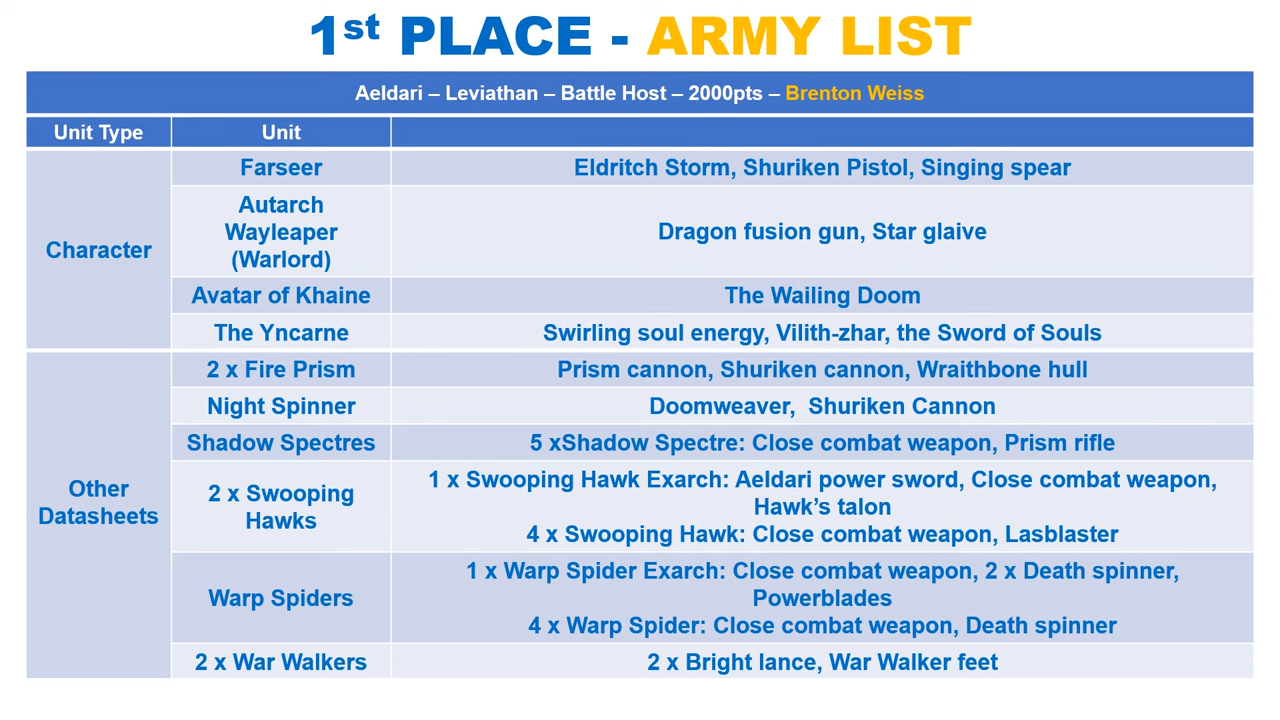 1st PLACE - ARMY LIST
Aeldari – Leviathan – Battle Host – 2000pts – Brenton Weiss
Unit Type
Unit
Character
Farseer
Eldritch Storm, Shuriken Pistol, Singing spear
Autarch
Wayleaper
(Warlord)
Dragon fusion gun, Star glaive
Avatar of Khaine
The Wailing Doom
The Yncarne
Swirling soul energy, Vilith-zhar, the Sword of Souls
Other
Datasheets
2 x Fire Prism
Prism cannon, Shuriken cannon, Wraithbone hull
Night Spinner
Doomweaver,  Shuriken Cannon
Shadow Spectres
5 xShadow Spectre: Close combat weapon, Prism rifle
2 x Swooping
Hawks
1 x Swooping Hawk Exarch: Aeldari power sword, Close combat weapon,
Hawk’s talon
4 x Swooping Hawk: Close combat weapon, Lasblaster
Warp Spiders
1 x Warp Spider Exarch: Close combat weapon, 2 x Death spinner,
Powerblades
4 x Warp Spider: Close combat weapon, Death spinner
2 x War Walkers
2 x Bright lance, War Walker feet